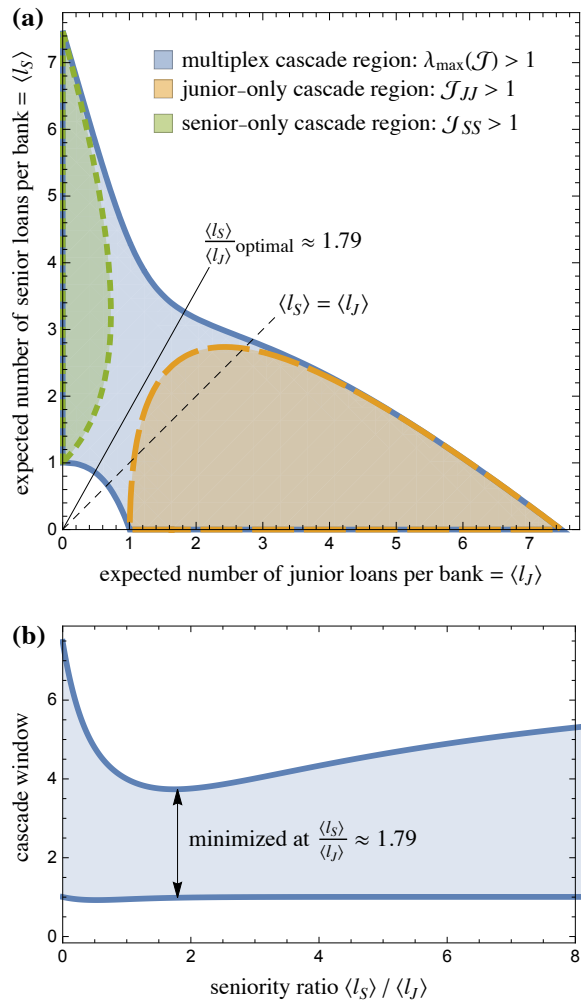 (a)
multiplex cascade region: λmax(𝒥) > 1
junior–only cascade region: 𝒥JJ > 1
senior–only cascade region: 𝒥SS > 1
⟨lS⟩/⟨lJ⟩ optimal ≈ 1.79
⟨lS⟩ = ⟨lJ⟩
expected number of senior loans per bank = ⟨lS⟩
7
6
5
4
3
2
1
0
0 1 2 3 4 5 6 7
expected number of junior loans per bank = ⟨lJ⟩
(b)
cascade window
6
4
2
0
minimized at ⟨lS⟩/⟨lJ⟩ ≈ 1.79
0 2 4 6 8
seniority ratio ⟨lS⟩ / ⟨lJ⟩